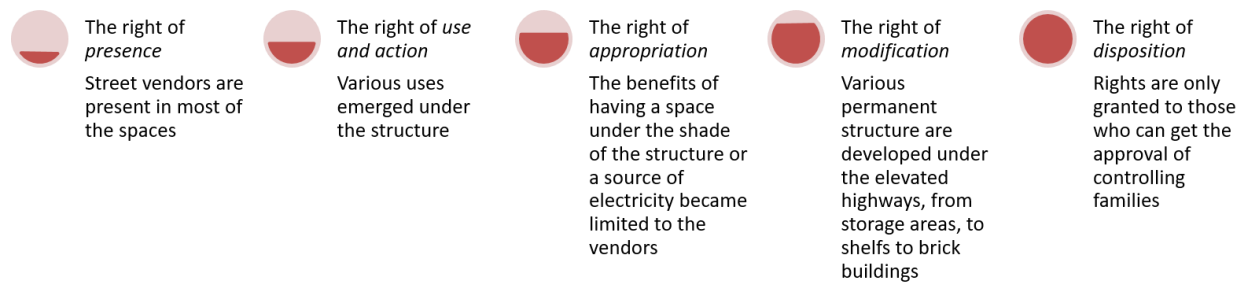 The right of
presence
Street vendors are
present in most of
the spaces
The right of use
and action
Various uses
emerged under
the structure
The right of
appropriation
The benefits of
having a space
under the shade
of the structure or
a source of
electricity became
limited to the
vendors
The right of
modification
Various
permanent
structure are
developed under
the elevated
highways, from
storage areas, to
shelfs to brick
buildings
The right of
disposition
Rights are only
granted to those
who can get the
approval of
controlling
families